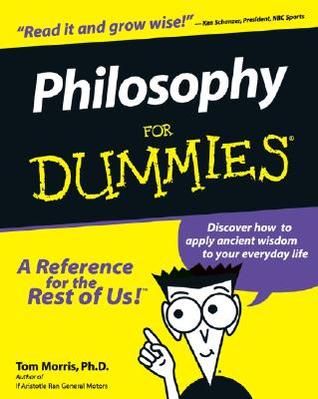 “Read it and grow wise!” — Ken Schanzer, President, NBC Sports
Philosophy
FOR
DUMMIES®
Discover how to
apply ancient wisdom
to your everyday life
A Reference
for the
Rest of Us!™
Tom Morris, Ph.D.
Author of
If Aristotle Ran General Motors